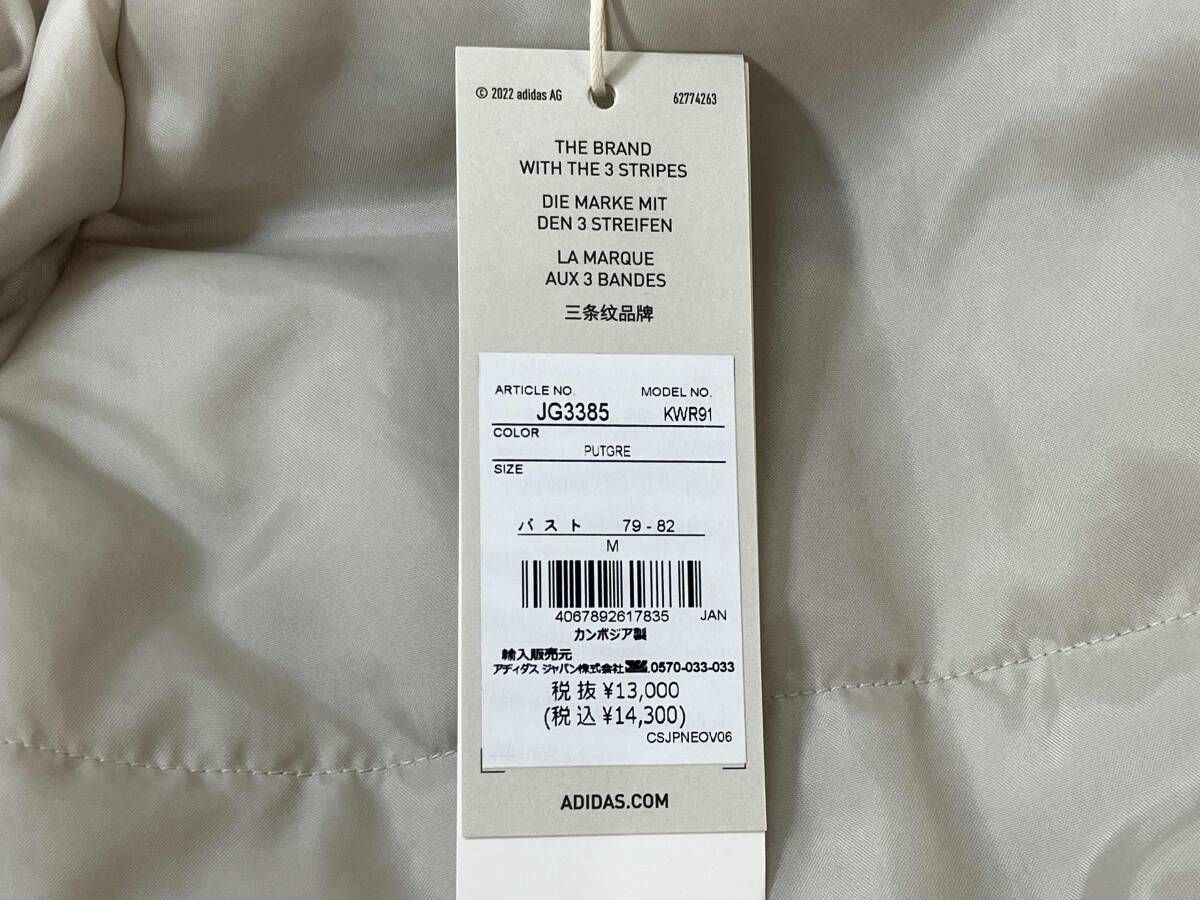 © 2022 adidas AG 62774263
THE BRAND
WITH THE 3 STRIPES
DIE MARKE MIT
DEN 3 STREIFEN
LA MARQUE
AUX 3 BANDES
三条纹品牌
ARTICLE NO. MODEL NO.
JG3385 KWR91
COLOR
PUTGRE
SIZE
バスト 79 - 82
M
4067892617835 JAN
カンボジア製
輸入販売元
アディダス ジャパン株式会社 .0570-033-033
税抜 ¥13,000
(税込 ¥14,300)
CSJPNEOV06
ADIDAS.COM